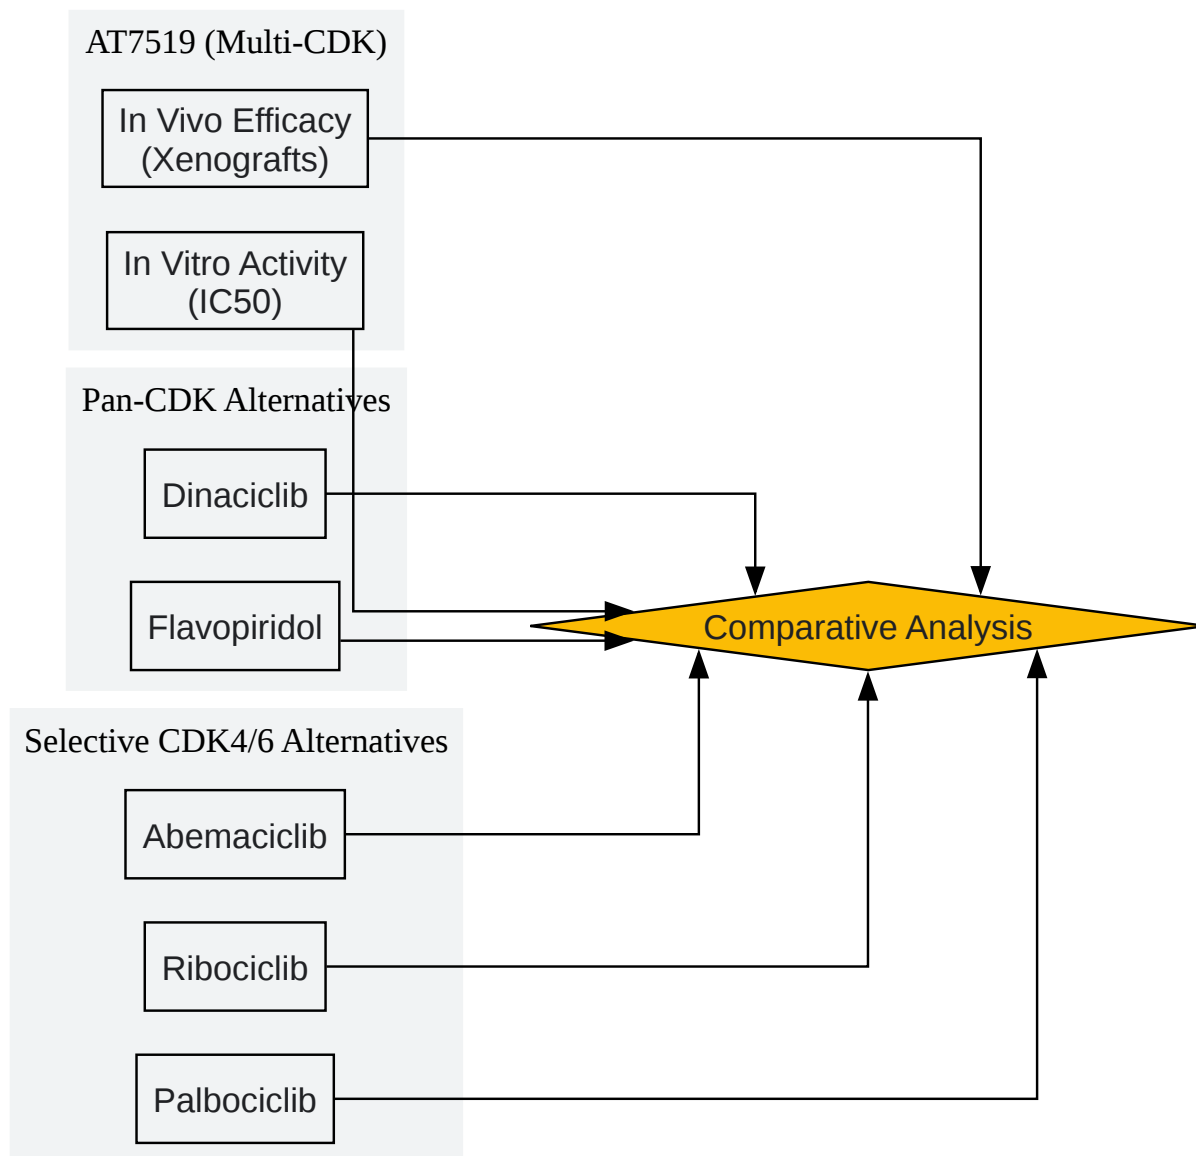 AT7519 (Multi-CDK)
In Vivo Efficacy
(Xenografts)
In Vitro Activity
(IC50)
Pan-CDK Alternatives
Dinaciclib
Flavopiridol
Comparative Analysis
Selective CDK4/6 Alternatives
Abemaciclib
Ribociclib
Palbociclib